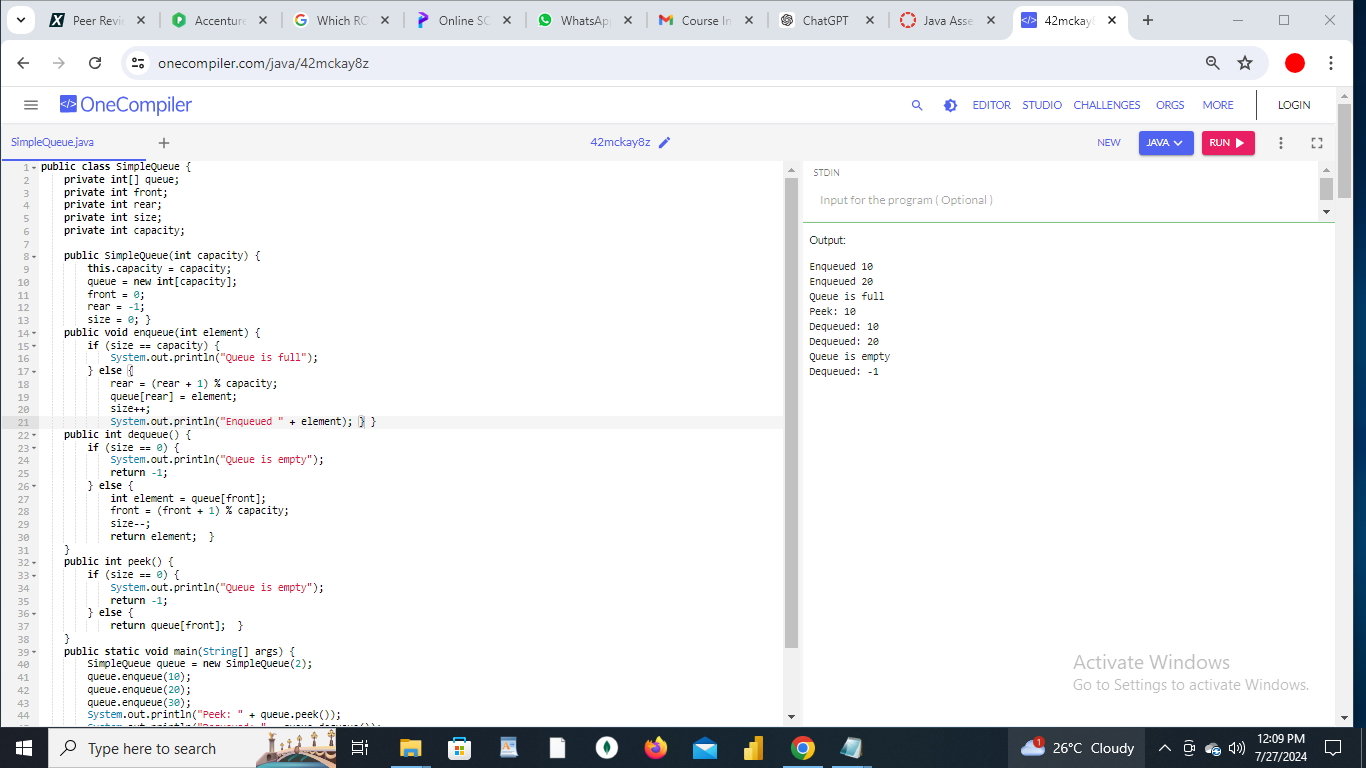 Peer Revi
Accenture
Which RO
Online SC
WhatsAp
Course In
ChatGPT
Java Asse
42mckay8
onecompiler.com/java/42mckay8z
</> OneCompiler
EDITOR STUDIO CHALLENGES ORGS MORE LOGIN
SimpleQueue.java
42mckay8z
NEW JAVA RUN
1 public class SimpleQueue {
2 private int[] queue;
3 private int front;
4 private int rear;
5 private int size;
6 private int capacity;
7
8 public SimpleQueue(int capacity) {
9 this.capacity = capacity;
10 queue = new int[capacity];
11 front = 0;
12 rear = -1;
13 size = 0; }
14 public void enqueue(int element) {
15 if (size == capacity) {
16 System.out.println("Queue is full");
17 } else {
18 rear = (rear + 1) % capacity;
19 queue[rear] = element;
20 size++;
21 System.out.println("Enqueued " + element); } }
22 public int dequeue() {
23 if (size == 0) {
24 System.out.println("Queue is empty");
25 return -1;
26 } else {
27 int element = queue[front];
28 front = (front + 1) % capacity;
29 size--;
30 return element; }
31 }
32 public int peek() {
33 if (size == 0) {
34 System.out.println("Queue is empty");
35 return -1;
36 } else {
37 return queue[front]; }
38 }
39 public static void main(String[] args) {
40 SimpleQueue queue = new SimpleQueue(2);
41 queue.enqueue(10);
42 queue.enqueue(20);
43 queue.enqueue(30);
44 System.out.println("Peek: " + queue.peek());
STDIN
Input for the program ( Optional )
Output:
Enqueued 10
Enqueued 20
Queue is full
Peek: 10
Dequeued: 10
Dequeued: 20
Queue is empty
Dequeued: -1
Activate Windows
Go to Settings to activate Windows.
Type here to search
1
26°C Cloudy
12:09 PM
7/27/2024